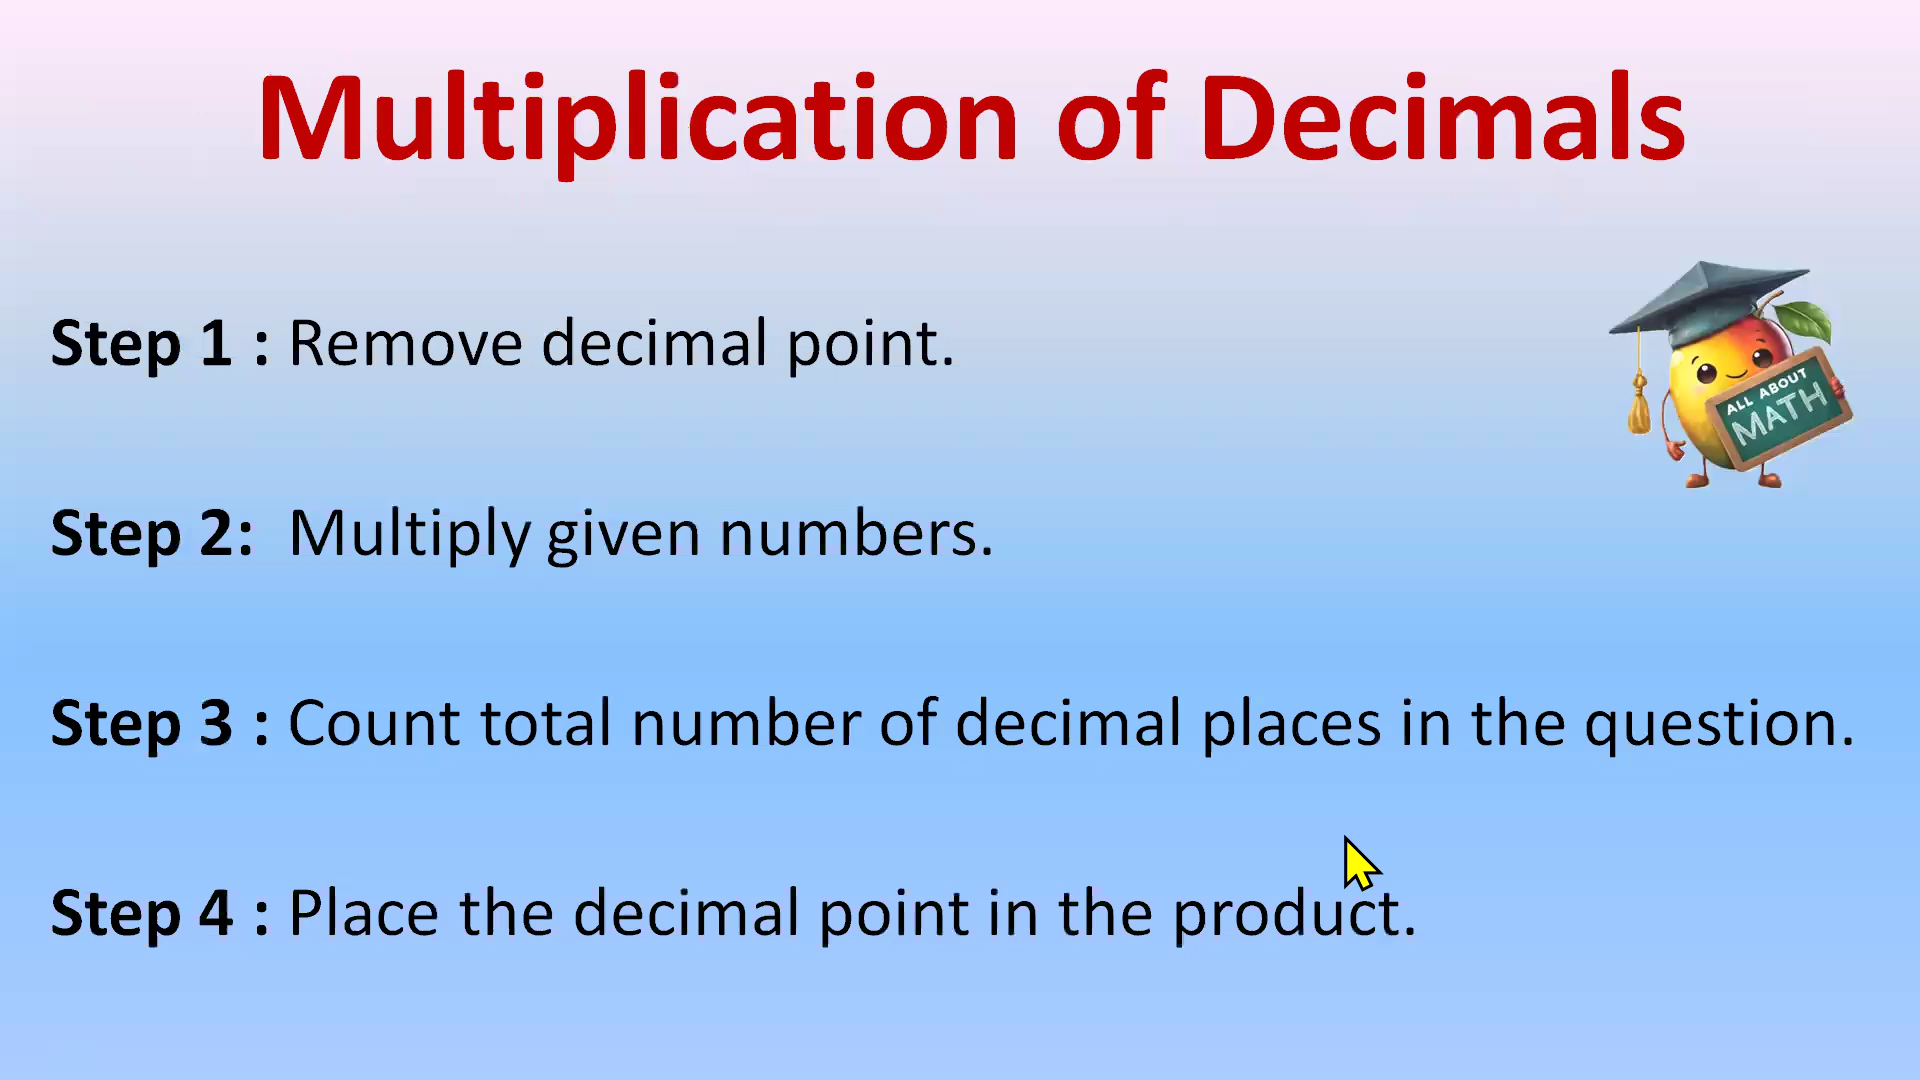 Multiplication of Decimals
Step 1 : Remove decimal point.
ALL ABOUT
MATH
Step 2: Multiply given numbers.
Step 3 : Count total number of decimal places in the question.
Step 4 : Place the decimal point in the product.